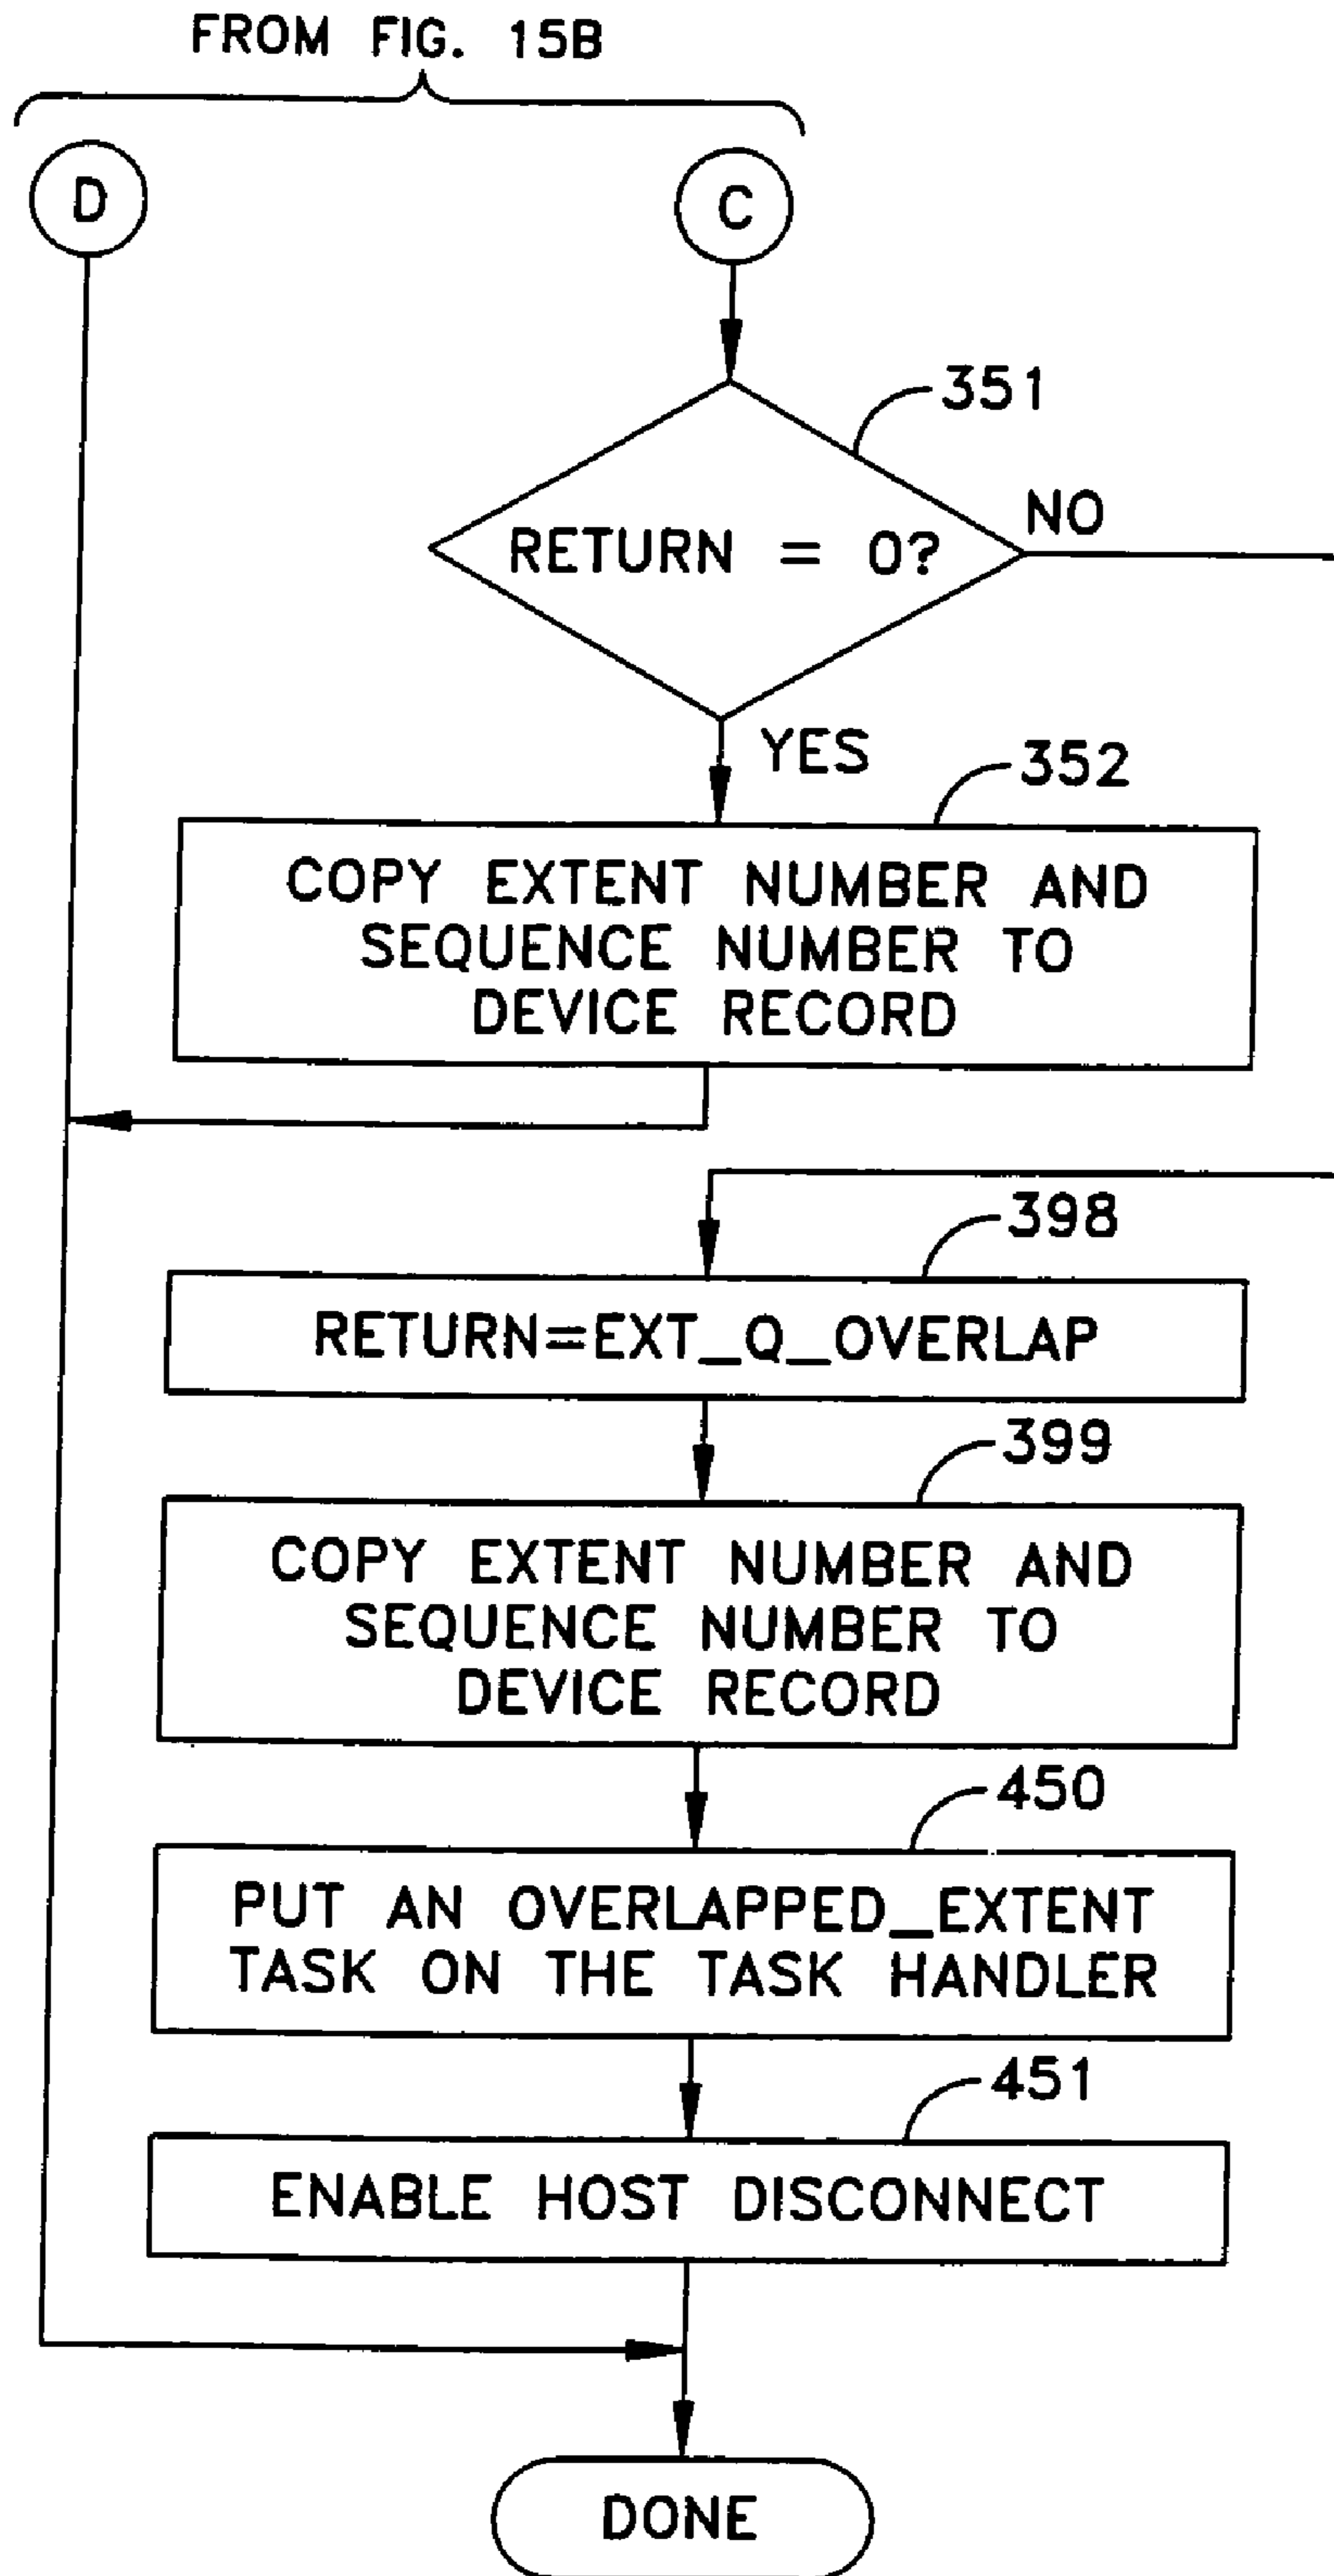 FROM FIG. 15B
D
C
351
RETURN = 0?
NO
YES
352
COPY EXTENT NUMBER AND
SEQUENCE NUMBER TO
DEVICE RECORD
398
RETURN=EXT_Q_OVERLAP
399
COPY EXTENT NUMBER AND
SEQUENCE NUMBER TO
DEVICE RECORD
450
PUT AN OVERLAPPED_EXTENT
TASK ON THE TASK HANDLER
451
ENABLE HOST DISCONNECT
DONE